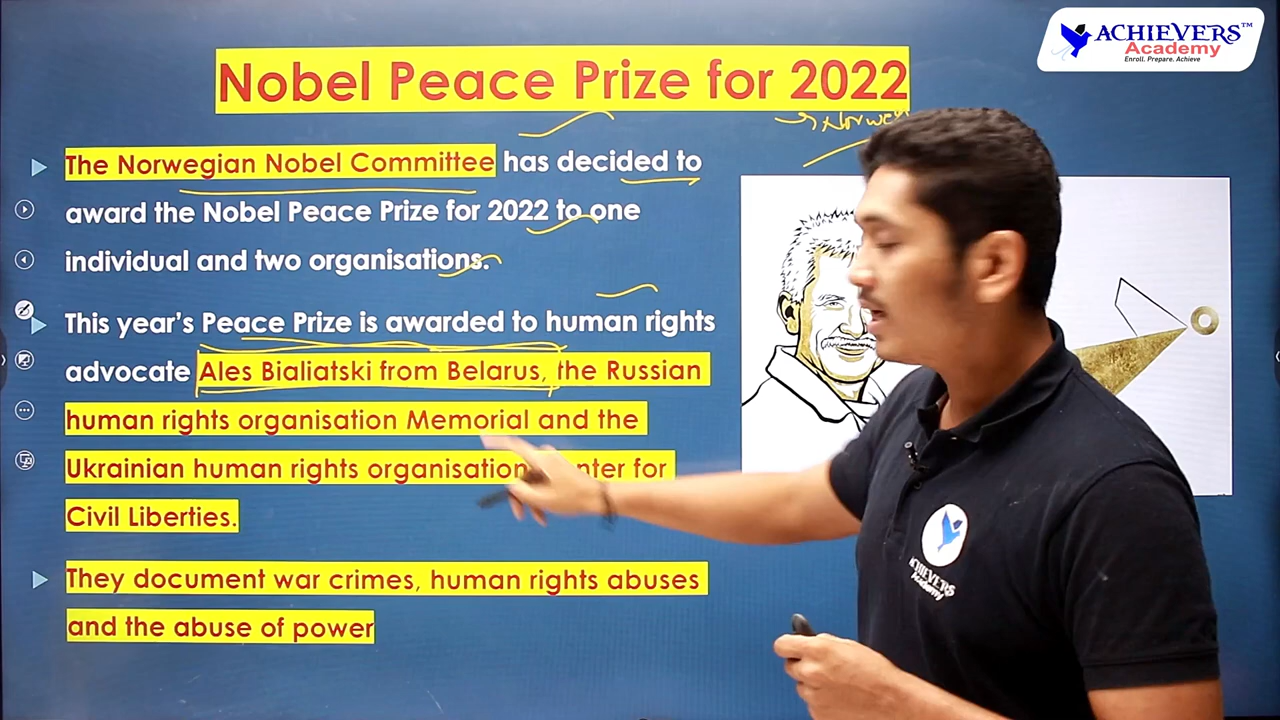 ACHIEVERS™
Academy
Enroll. Prepare. Achieve
Nobel Peace Prize for 2022
The Norwegian Nobel Committee has decided to
award the Nobel Peace Prize for 2022 to one
individual and two organisations.
This year's Peace Prize is awarded to human rights
advocate Ales Bialiatski from Belarus, the Russian
human rights organisation Memorial and the
Ukrainian human rights organisation
for
Civil Liberties.
They document war crimes, human rights abuses
and the abuse of power
ACHIEVERS
Academy